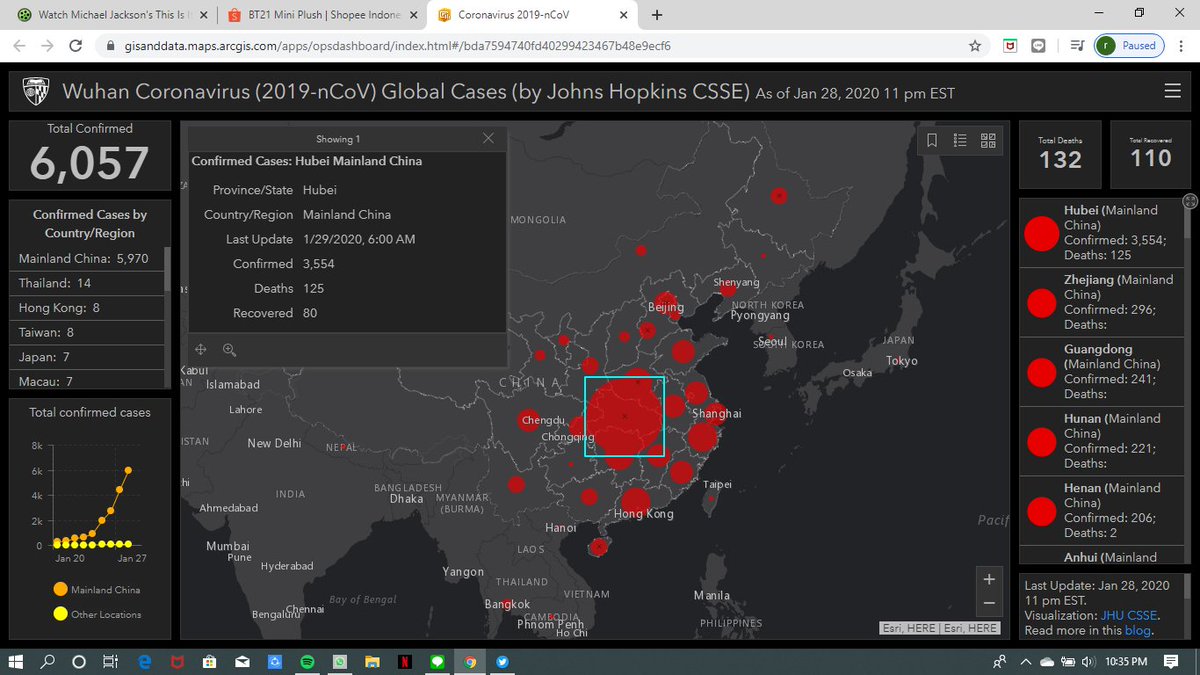 Watch Michael Jackson's This Is I
BT21 Mini Plush | Shopee Indone
Coronavirus 2019-nCoV
gisanddata.maps.arcgis.com/apps/opsdashboard/index.html#/bda7594740fd40299423467b48e9ecf6
r Paused
Wuhan Coronavirus (2019-nCoV) Global Cases (by Johns Hopkins CSSE) As of Jan 28, 2020 11 pm EST
Total Confirmed
6,057
Confirmed Cases by
Country/Region
Mainland China: 5,970
Thailand: 14
Hong Kong: 8
Taiwan: 8
Japan: 7
Macau: 7
Total confirmed cases
8k
6k
4k
2k
0
Jan 20 Jan 27
Mainland China
Other Locations
Showing 1
Confirmed Cases: Hubei Mainland China
Province/State Hubei
Country/Region Mainland China
Last Update 1/29/2020, 6:00 AM
Confirmed 3,554
Deaths 125
Recovered 80
MONGOLIA
Shenyang
Beijing
NORTH KOREA
Pyongyang
Seoul
SOUTH KOREA
JAPAN
Tokyo
Osaka
CHINA
Kabul
Islamabad
Lahore
Chengdu
Chongqing
Shanghai
New Delhi
NEPAL
ISTAN
BANGLADESH
Dhaka
MYANMAR
(BURMA)
INDIA
Ahmadabad
Taipei
Hong Kong
Hanoi
Pacif
Mumbai
Pune
Hyderabad
LAOS
Yangon
THAILAND
VIETNAM
Manila
Bay of Bengal
Bangkok
Chennai
Bengaluru
CAMBODIA
Phnom Penh
Ho Chi
PHILIPPINES
Esri, HERE | Esri, HERE
Total Deaths
132
Total Recovered
110
Hubei (Mainland
China)
Confirmed: 3,554;
Deaths: 125
Zhejiang (Mainland
China)
Confirmed: 296;
Deaths:
Guangdong
(Mainland China)
Confirmed: 241;
Deaths:
Hunan (Mainland
China)
Confirmed: 221;
Deaths:
Henan (Mainland
China)
Confirmed: 206;
Deaths: 2
Anhui (Mainland
Last Update: Jan 28, 2020
11 pm EST.
Visualization: JHU CSSE.
Read more in this blog.
10:35 PM